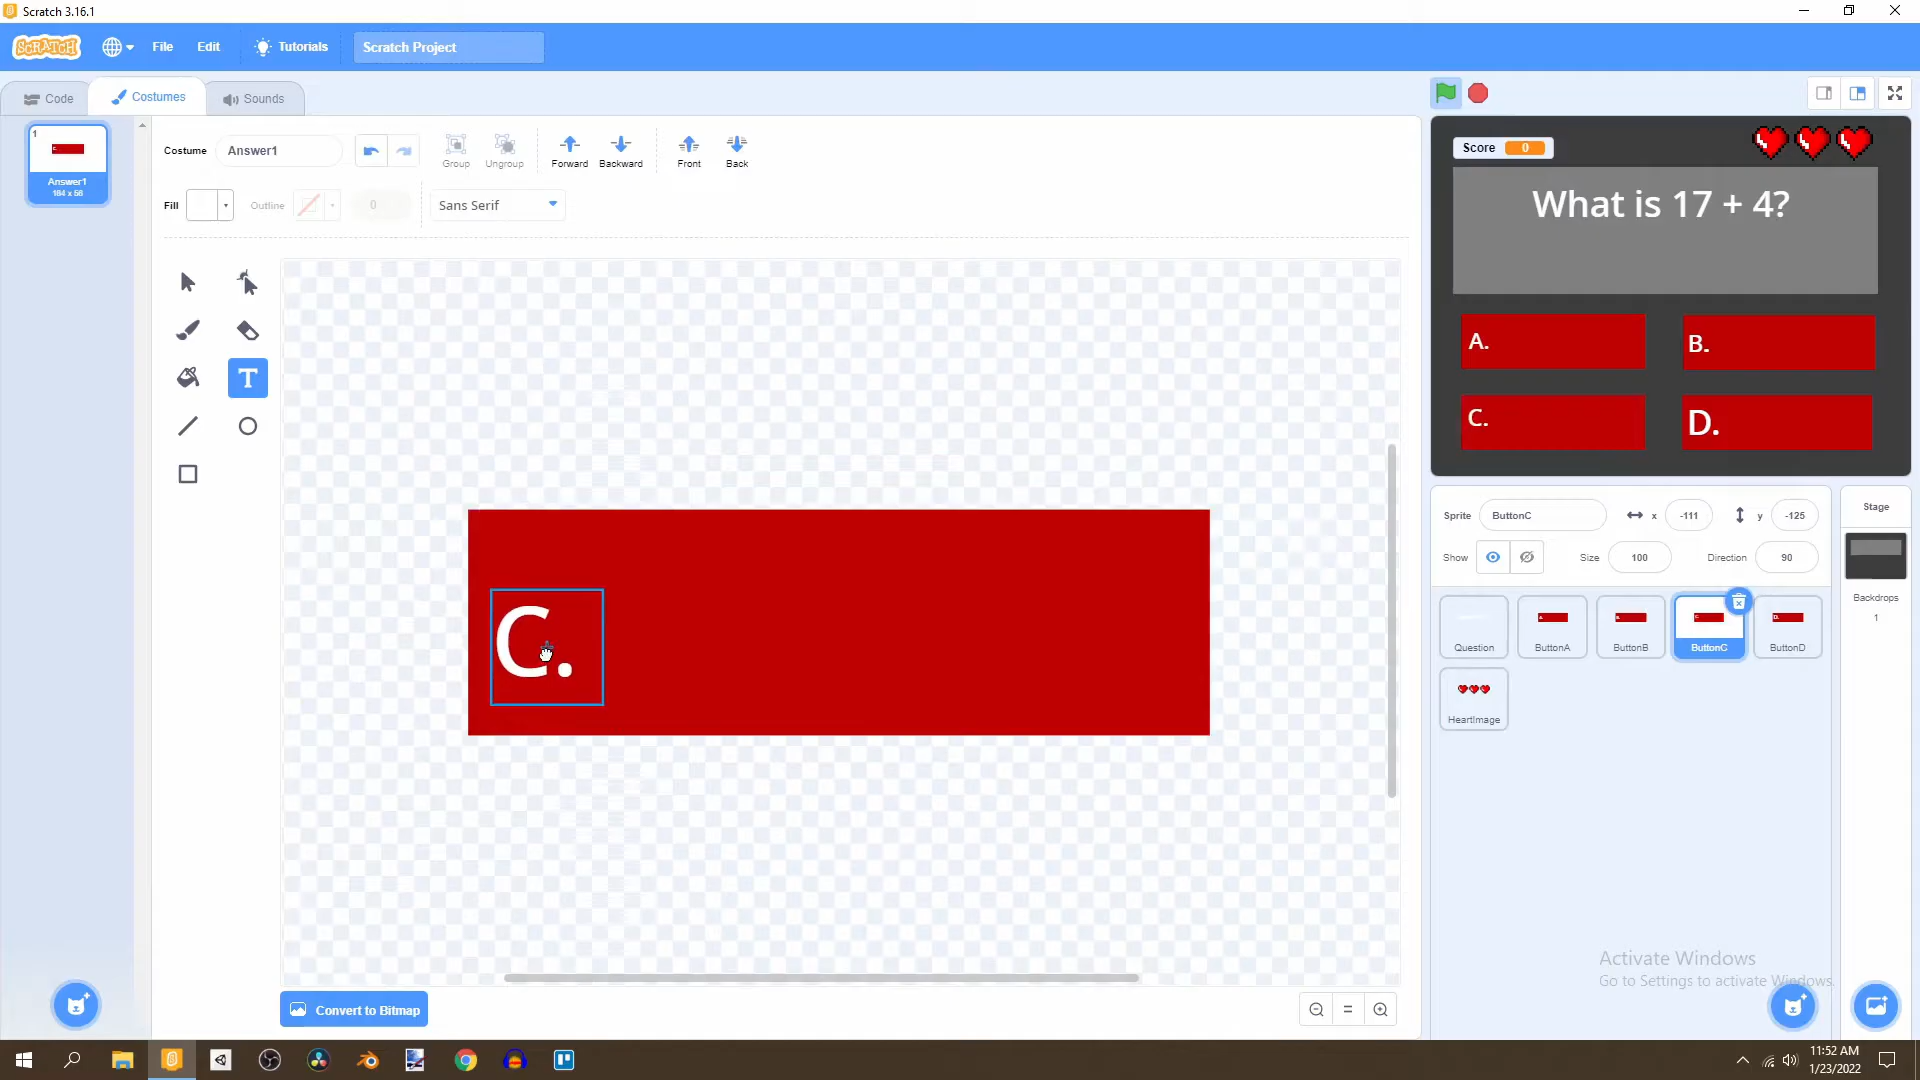 Scratch 3.16.1
SCRATCH File Edit Tutorials Scratch Project
Code Costumes Sounds
1
Answer1
184 x 56
Costume Answer1 Group Ungroup Forward Backward Front Back
Fill Outline 0 Sans Serif
T
C.
Convert to Bitmap
Score 0
What is 17 + 4?
A. B.
C. D.
Sprite ButtonC x -111 y -125
Show Size 100 Direction 90
Question ButtonA ButtonB ButtonC ButtonD
HeartImage
Stage
Backdrops
1
Activate Windows
Go to Settings to activate Windows.
11:52 AM
1/23/2022